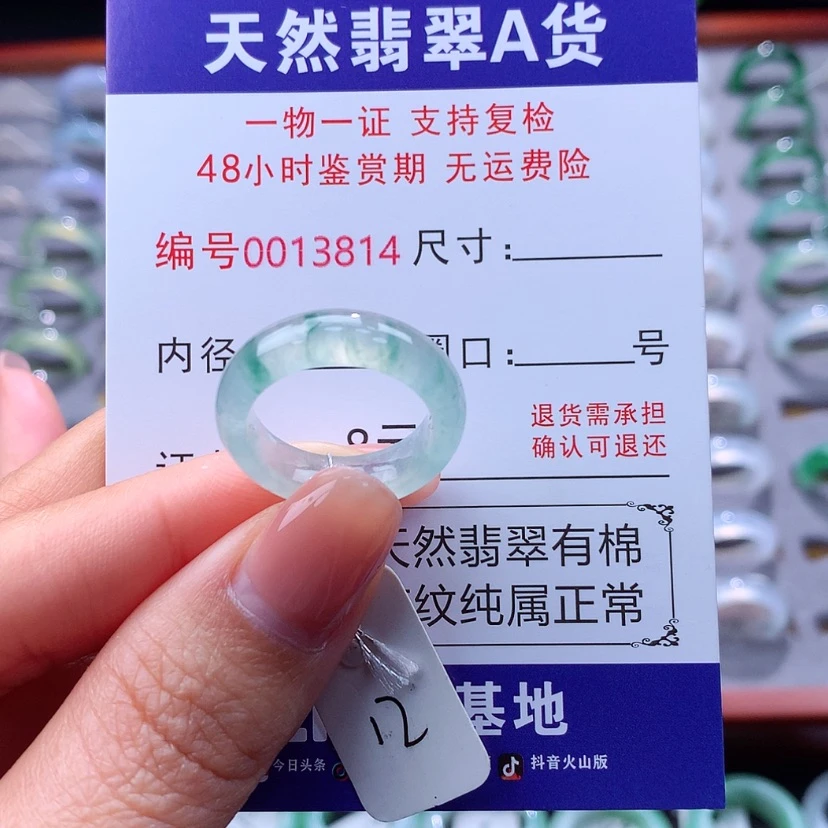 天然翡翠A货
一物一证 支持复检
48小时鉴赏期 无运费险
编号0013814 尺寸:
内径 口: 号
退货需承担
确认可退还
天然翡翠有棉
纹纯属正常
基地
今日头条 抖音火山版
12